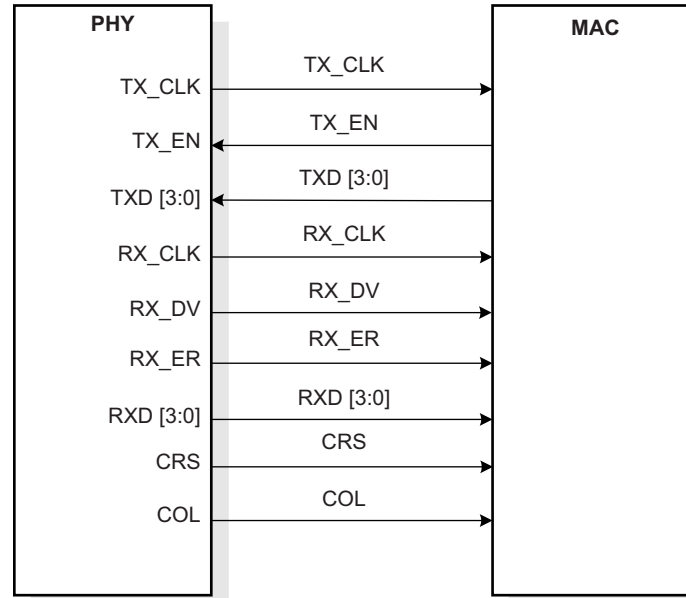 PHY
MAC
TX_CLK
TX_CLK
TX_EN
TX_EN
TXD [3:0]
TXD [3:0]
RX_CLK
RX_CLK
RX_DV
RX_DV
RX_ER
RX_ER
RXD [3:0]
RXD [3:0]
CRS
CRS
COL
COL